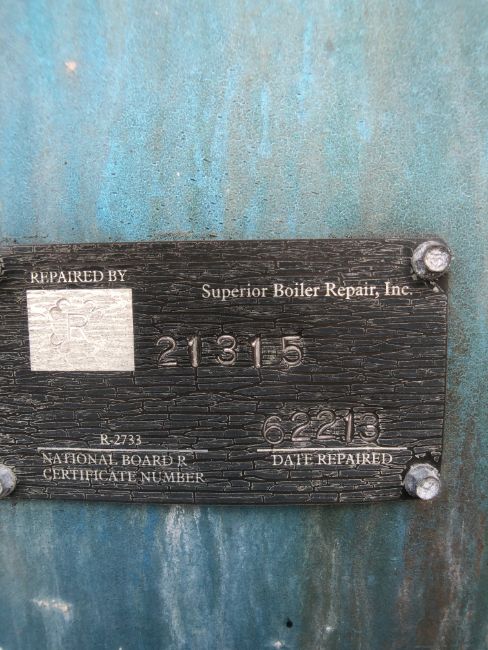 REPAIRED BY
Superior Boiler Repair, Inc
R
21315
62213
R-2733
NATIONAL BOARD R
CERTIFICATE NUMBER
DATE REPAIRED